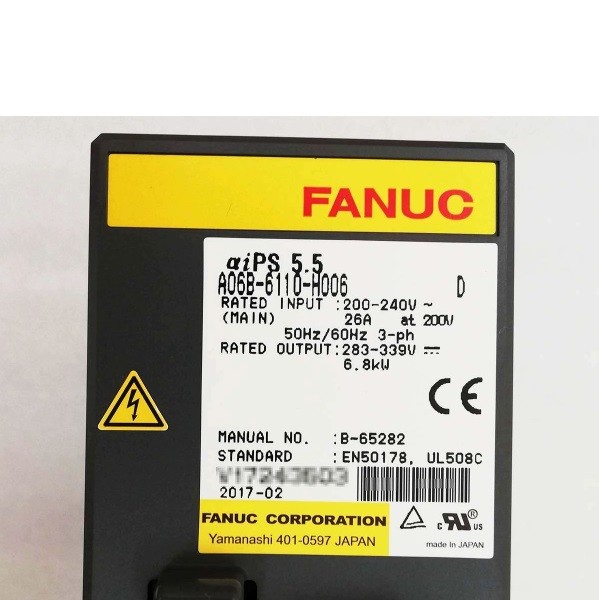 FANUC
αiPS 5.5
A06B-6110-H006 D
RATED INPUT :200-240V ~
(MAIN) 26A at 200V
50Hz/60Hz 3-ph
RATED OUTPUT:283-339V ⎓
6.8kW
CE
MANUAL NO. :B-65282
STANDARD :EN50178, UL508C
2017-02
FANUC CORPORATION
Yamanashi 401-0597 JAPAN
c RU ® US
made in JAPAN